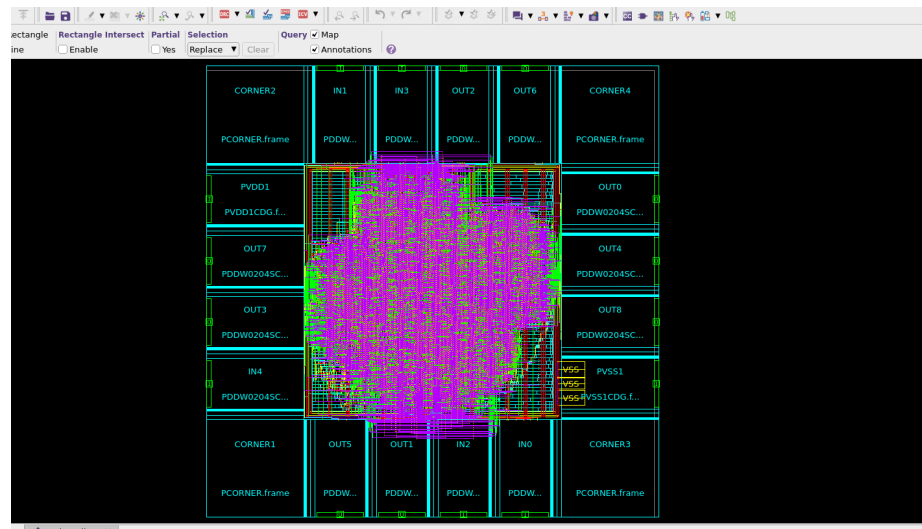 ectangle Rectangle Intersect Partial Selection Query Map
ine Enable Yes Replace Clear Annotations
CORNER2 IN1 IN3 OUT2 OUT6 CORNER4
PCORNER.frame PDDW... PDDW... PDDW... PDDW... PCORNER.frame
PVDD1 OUT0
PVDD1CDG.f... PDDW0204SC...
OUT7 OUT4
PDDW0204SC... PDDW0204SC...
OUT3 OUT8
PDDW0204SC... PDDW0204SC...
IN4 VSS PVSS1
VSS
PDDW0204SC... VSS PVSS1CDG.f...
CORNER1 OUT5 OUT1 IN2 IN0 CORNER3
PCORNER.frame PDDW... PDDW... PDDW... PDDW... PCORNER.frame